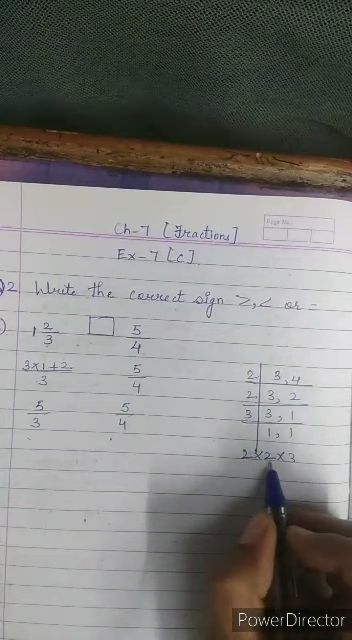 Page No.
Ch-7 [Fractions]
Ex-7 [c].
Q2 Write the correct sign >,< or =
1 2/3 □ 5/4
3×1+2/3 5/4
5/3 5/4
2 | 3, 4
2 | 3, 2
3 | 3, 1
1, 1
2×2×3
PowerDirector